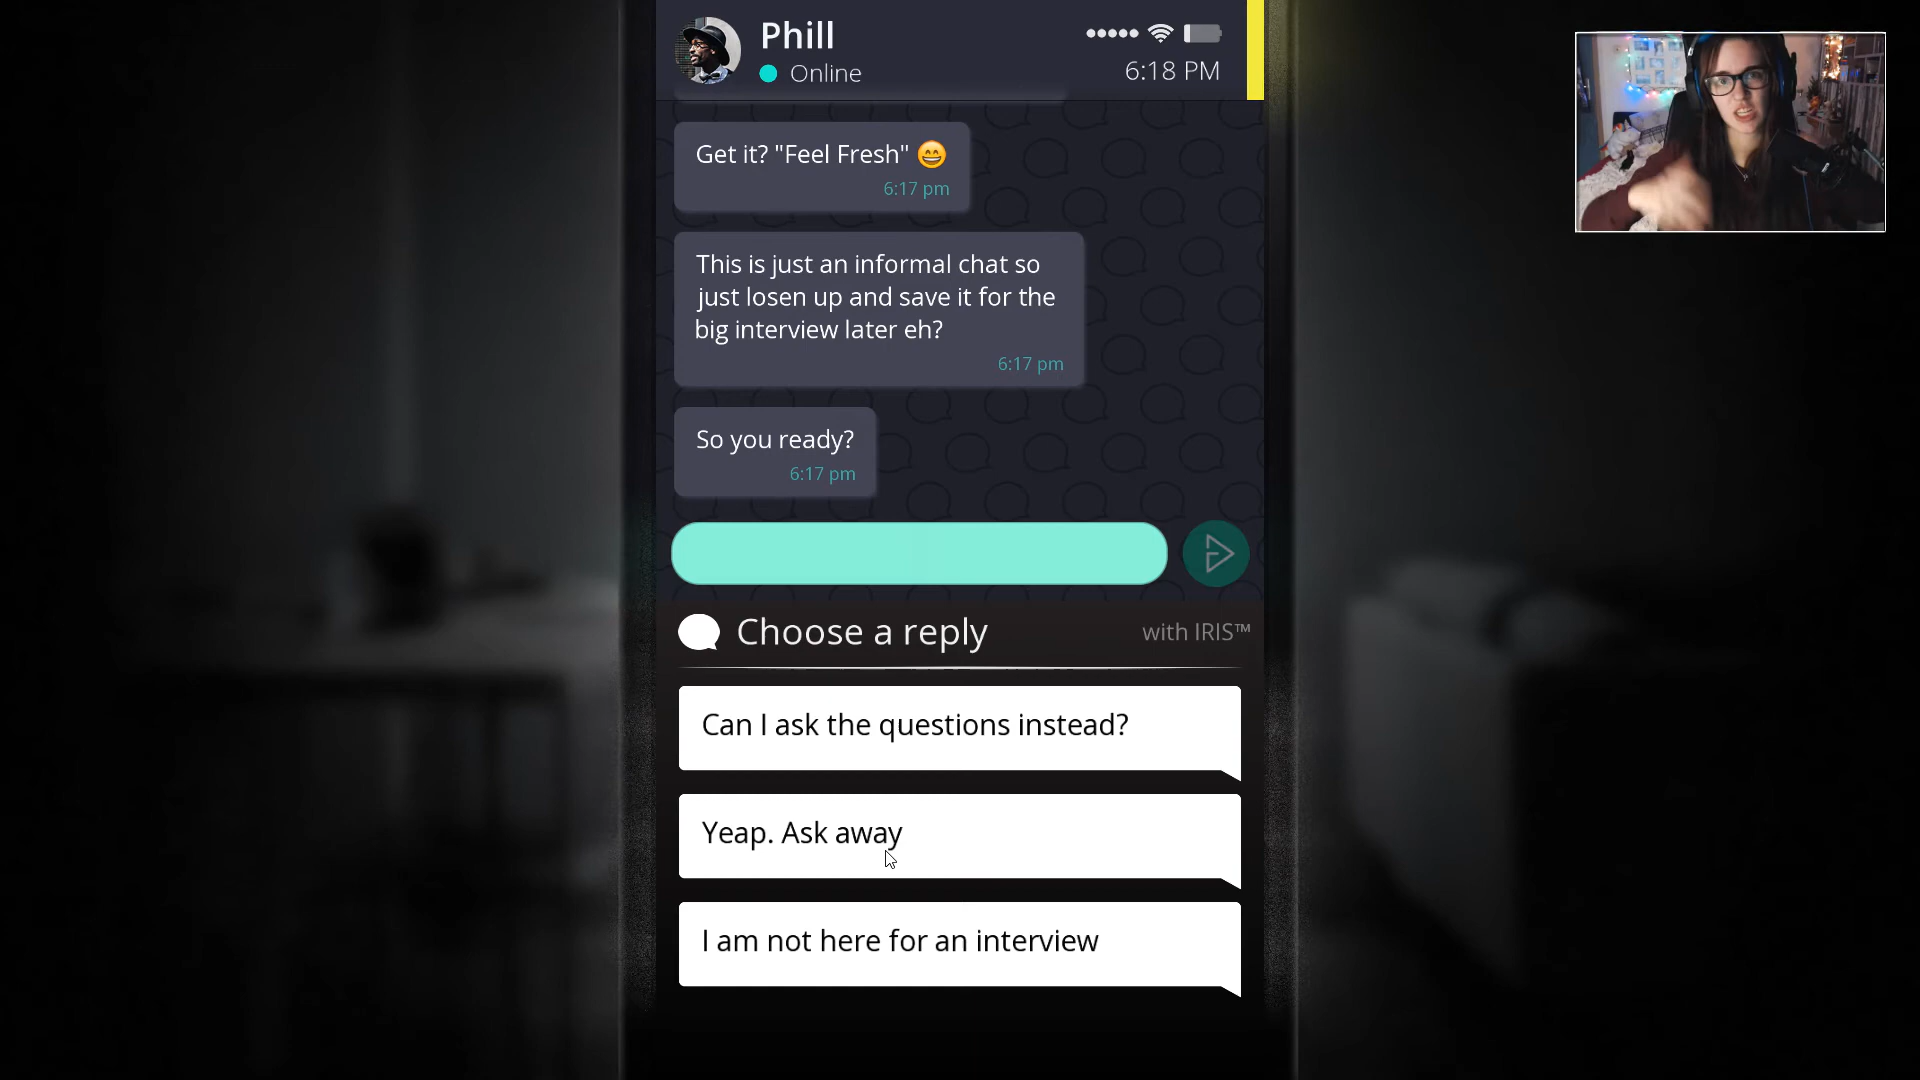 Phill
Online
6:18 PM
Get it? "Feel Fresh" 😄
6:17 pm
This is just an informal chat so
just losen up and save it for the
big interview later eh?
6:17 pm
So you ready?
6:17 pm
Choose a reply
with IRIS™
Can I ask the questions instead?
Yeap. Ask away
I am not here for an interview